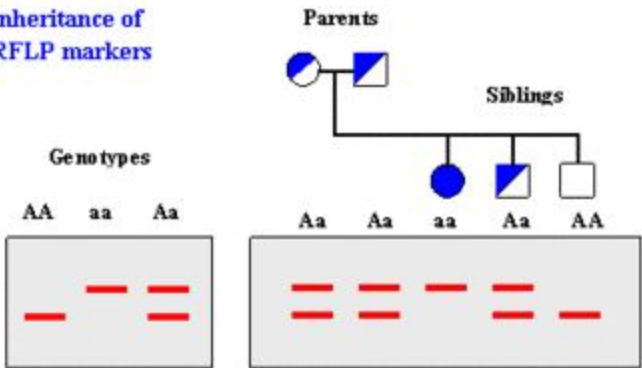 nheritance of
RFLP markers
Parents
Siblings
Genotypes
AA aa Aa
Aa Aa aa Aa AA